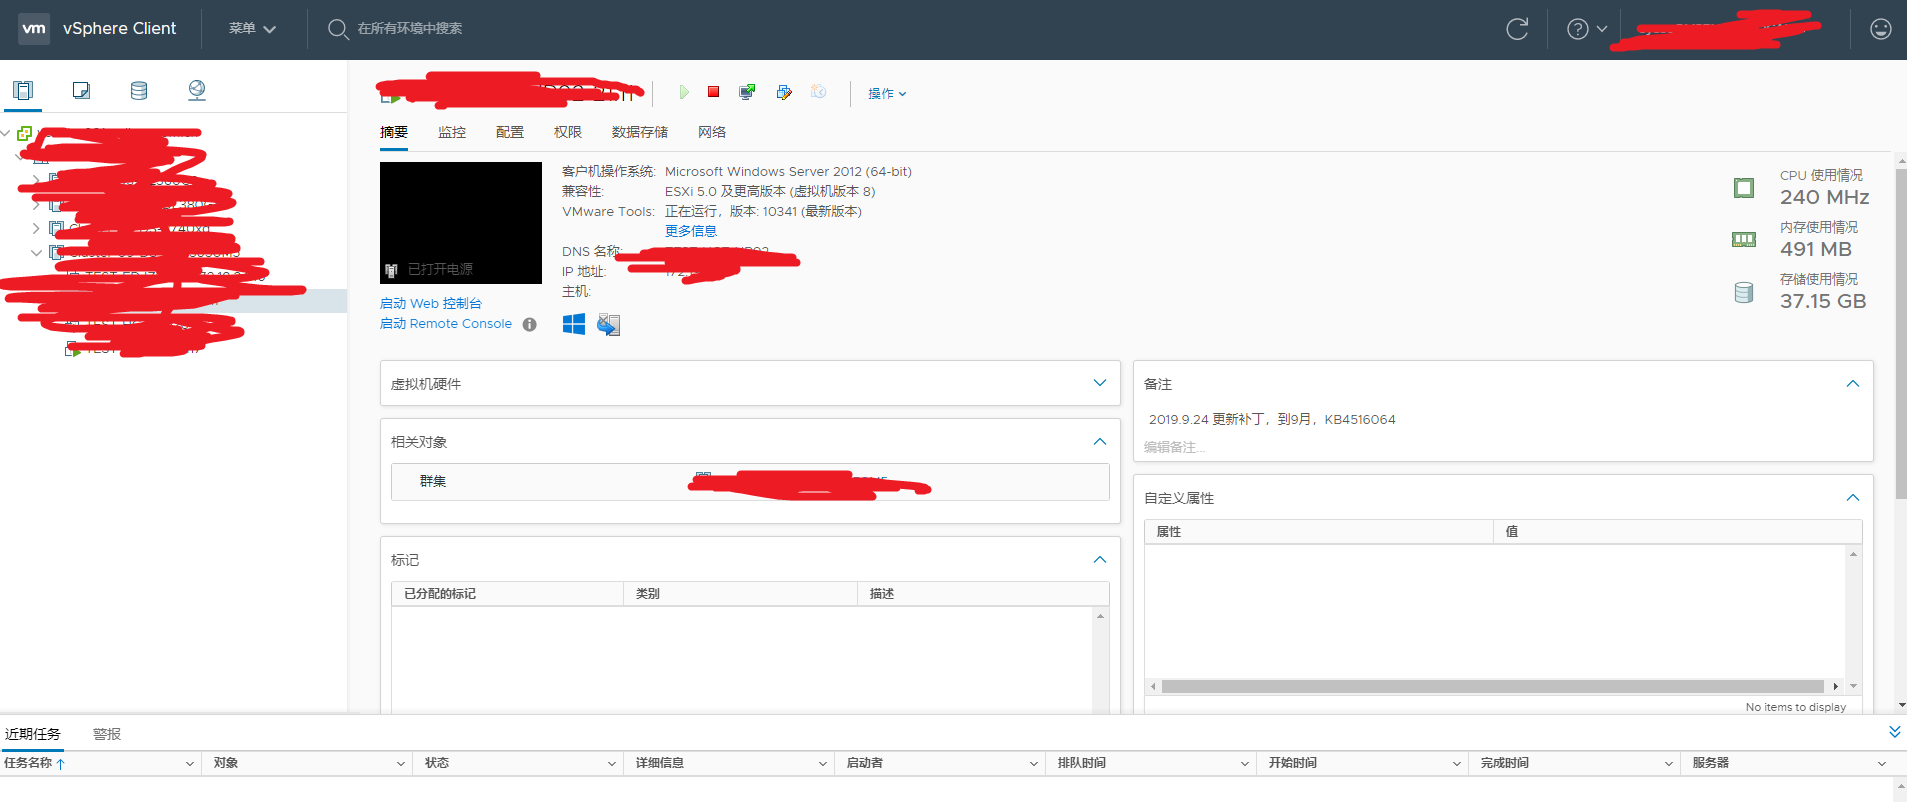 vm vSphere Client 菜单 在所有环境中搜索
操作
摘要 监控 配置 权限 数据存储 网络
已打开电源
启动 Web 控制台
启动 Remote Console
客户机操作系统: Microsoft Windows Server 2012 (64-bit)
兼容性: ESXi 5.0 及更高版本 (虚拟机版本 8)
VMware Tools: 正在运行，版本: 10341 (最新版本)
更多信息
DNS 名称:
IP 地址:
主机:
CPU 使用情况
240 MHz
内存使用情况
491 MB
存储使用情况
37.15 GB
虚拟机硬件
相关对象
群集
标记
已分配的标记 类别 描述
备注
2019.9.24 更新补丁，到9月，KB4516064
编辑备注...
自定义属性
属性 值
No items to display
近期任务 警报
任务名称 对象 状态 详细信息 启动者 排队时间 开始时间 完成时间 服务器